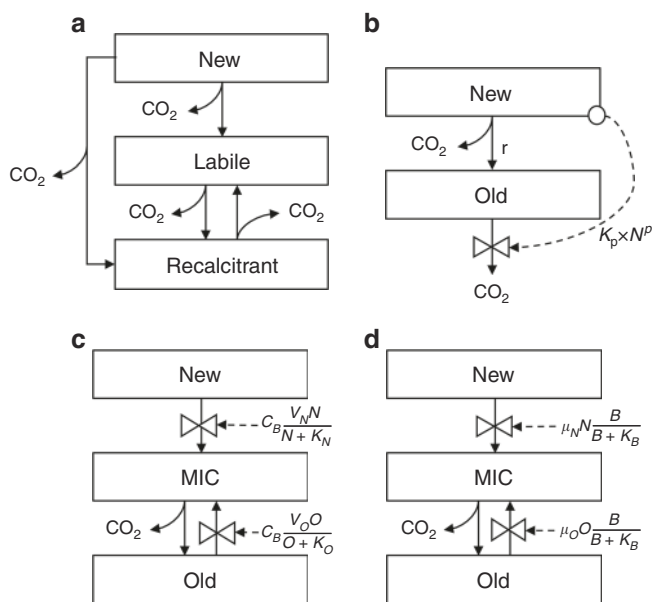 a
New
CO2
CO2
Labile
CO2
CO2
Recalcitrant
b
New
CO2
r
Old
Kp×N^p
CO2
c
New
C_B V_N N / N + K_N
MIC
CO2
C_B V_O O / O + K_O
Old
d
New
μ_N N B / B + K_B
MIC
CO2
μ_O O B / B + K_B
Old